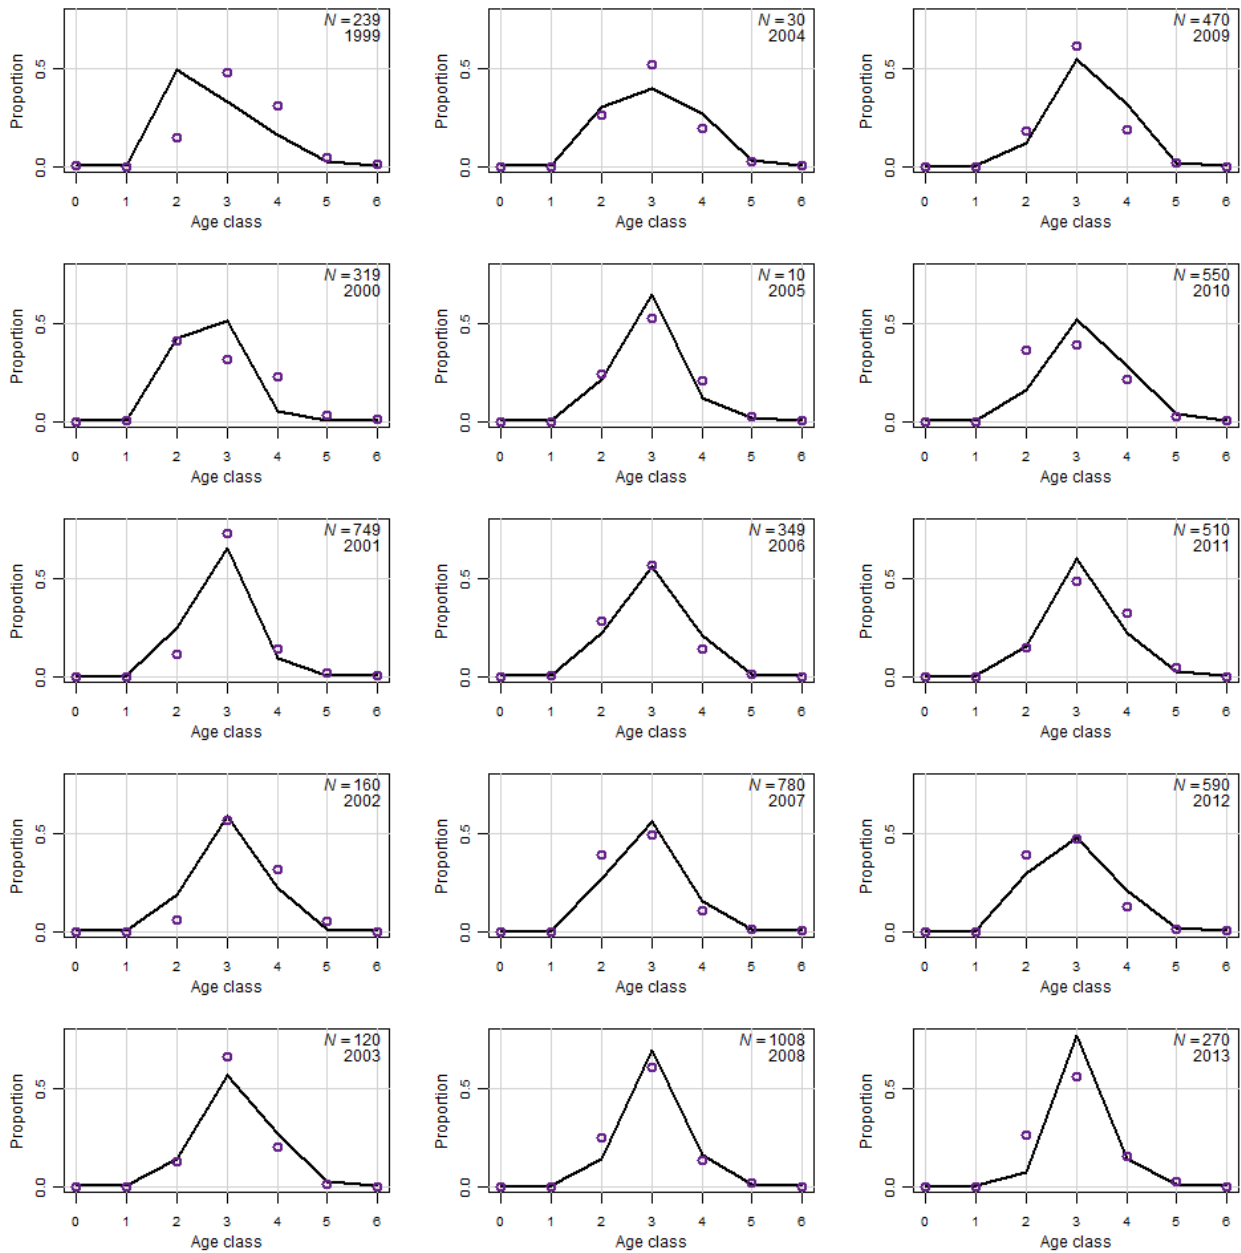 N = 239
1999
Proportion
0.5
0.0
0 1 2 3 4 5 6
Age class
N = 30
2004
Proportion
0.5
0.0
0 1 2 3 4 5 6
Age class
N = 470
2009
Proportion
0.5
0.0
0 1 2 3 4 5 6
Age class
N = 319
2000
Proportion
0.5
0.0
0 1 2 3 4 5 6
Age class
N = 10
2005
Proportion
0.5
0.0
0 1 2 3 4 5 6
Age class
N = 550
2010
Proportion
0.5
0.0
0 1 2 3 4 5 6
Age class
N = 749
2001
Proportion
0.5
0.0
0 1 2 3 4 5 6
Age class
N = 349
2006
Proportion
0.5
0.0
0 1 2 3 4 5 6
Age class
N = 510
2011
Proportion
0.5
0.0
0 1 2 3 4 5 6
Age class
N = 160
2002
Proportion
0.5
0.0
0 1 2 3 4 5 6
Age class
N = 780
2007
Proportion
0.5
0.0
0 1 2 3 4 5 6
Age class
N = 590
2012
Proportion
0.5
0.0
0 1 2 3 4 5 6
Age class
N = 120
2003
Proportion
0.5
0.0
0 1 2 3 4 5 6
Age class
N = 1008
2008
Proportion
0.5
0.0
0 1 2 3 4 5 6
Age class
N = 270
2013
Proportion
0.5
0.0
0 1 2 3 4 5 6
Age class